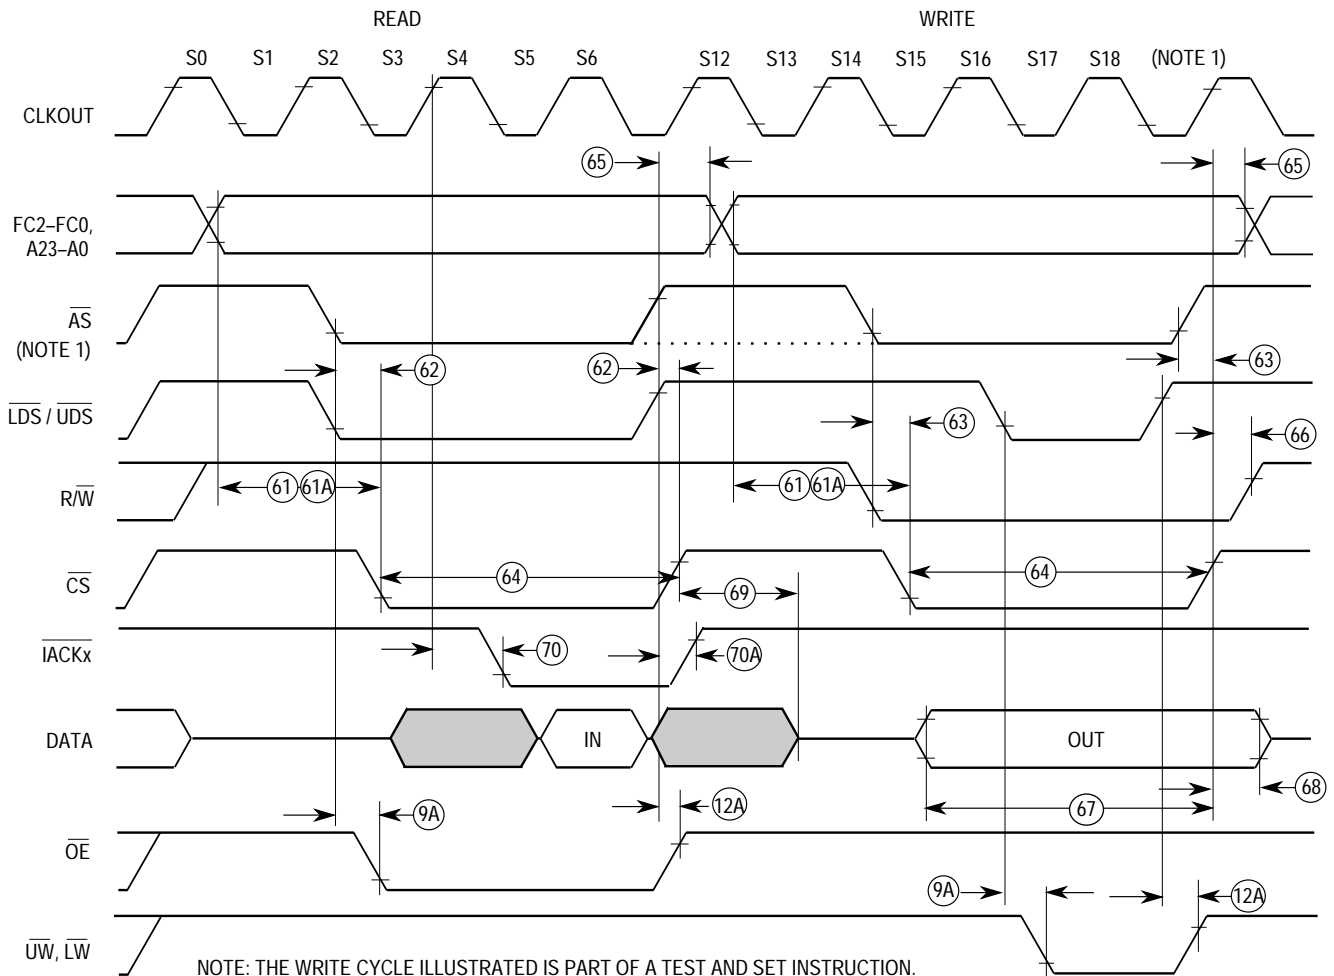 READ WRITE
S0 S1 S2 S3 S4 S5 S6 S12 S13 S14 S15 S16 S17 S18 (NOTE 1)
CLKOUT
65 65
FC2–FC0,
A23–A0
AS
(NOTE 1)
62 62 63
LDS / UDS
63 66
R/W
61 61A 61 61A
CS
64 69 64
IACKx
70 70A
DATA
IN OUT
9A 12A 67 68
OE
9A 12A
UW, LW
NOTE: THE WRITE CYCLE ILLUSTRATED IS PART OF A TEST AND SET INSTRUCTION.